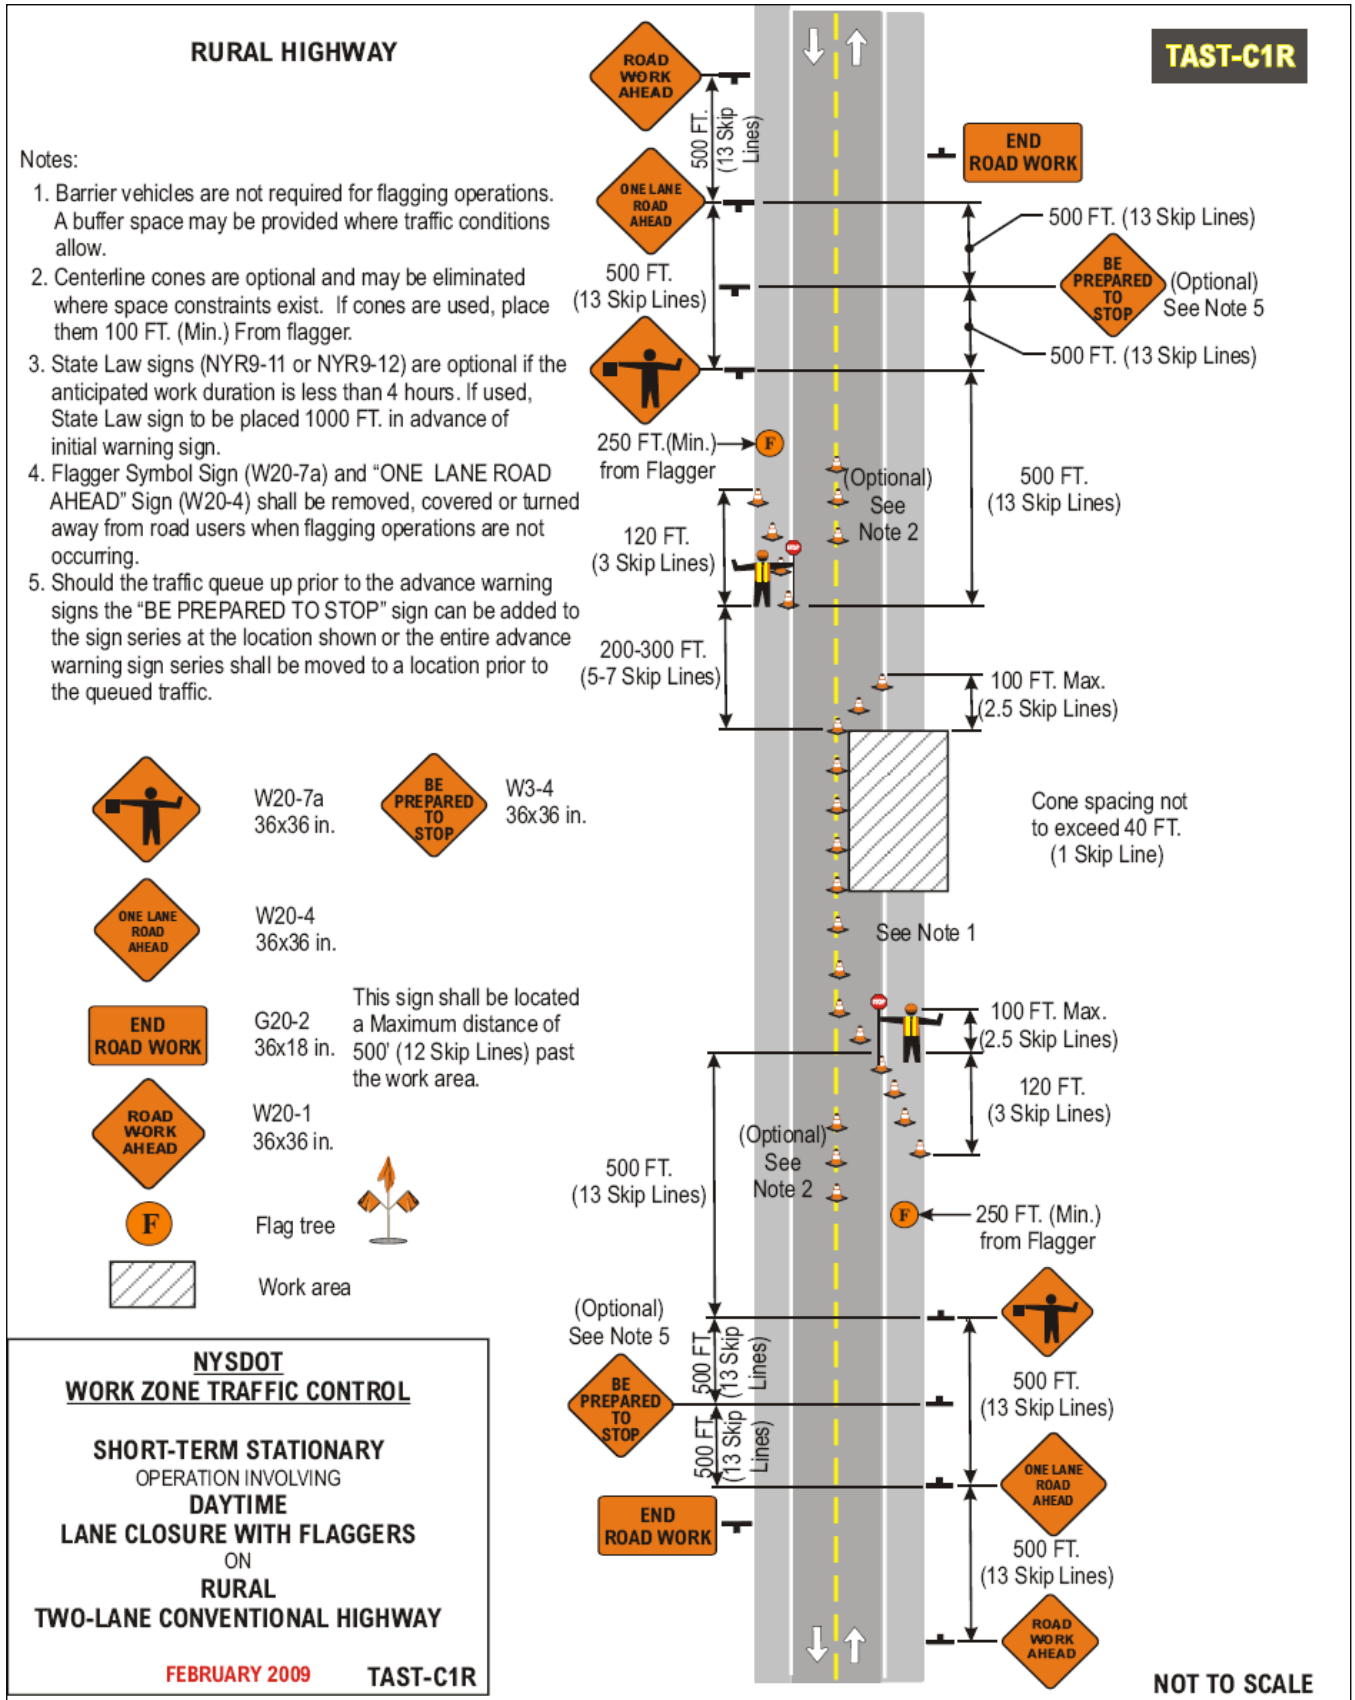 RURAL HIGHWAY
TAST-C1R
Notes:
1. Barrier vehicles are not required for flagging operations.
A buffer space may be provided where traffic conditions
allow.
2. Centerline cones are optional and may be eliminated
where space constraints exist. If cones are used, place
them 100 FT. (Min.) From flagger.
3. State Law signs (NYR9-11 or NYR9-12) are optional if the
anticipated work duration is less than 4 hours. If used,
State Law sign to be placed 1000 FT. in advance of
initial warning sign.
4. Flagger Symbol Sign (W20-7a) and “ONE LANE ROAD
AHEAD” Sign (W20-4) shall be removed, covered or turned
away from road users when flagging operations are not
occurring.
5. Should the traffic queue up prior to the advance warning
signs the “BE PREPARED TO STOP” sign can be added to
the sign series at the location shown or the entire advance
warning sign series shall be moved to a location prior to
the queued traffic.
W20-7a
36x36 in.
BE
PREPARED
TO
STOP
W3-4
36x36 in.
ONE LANE
ROAD
AHEAD
W20-4
36x36 in.
END
ROAD WORK
G20-2
36x18 in.
This sign shall be located
a Maximum distance of
500' (12 Skip Lines) past
the work area.
ROAD
WORK
AHEAD
W20-1
36x36 in.
F
Flag tree
Work area
NYSDOT
WORK ZONE TRAFFIC CONTROL
SHORT-TERM STATIONARY
OPERATION INVOLVING
DAYTIME
LANE CLOSURE WITH FLAGGERS
ON
RURAL
TWO-LANE CONVENTIONAL HIGHWAY
FEBRUARY 2009
TAST-C1R
ROAD
WORK
AHEAD
500 FT.
(13 Skip
Lines)
ONE LANE
ROAD
AHEAD
500 FT.
(13 Skip Lines)
250 FT.(Min.)
from Flagger
F
120 FT.
(3 Skip Lines)
STOP
200-300 FT.
(5-7 Skip Lines)
(Optional)
See
Note 2
END
ROAD WORK
500 FT. (13 Skip Lines)
BE
PREPARED
TO
STOP
(Optional)
See Note 5
500 FT. (13 Skip Lines)
500 FT.
(13 Skip Lines)
100 FT. Max.
(2.5 Skip Lines)
Cone spacing not
to exceed 40 FT.
(1 Skip Line)
See Note 1
STOP
100 FT. Max.
(2.5 Skip Lines)
120 FT.
(3 Skip Lines)
(Optional)
See
Note 2
500 FT.
(13 Skip Lines)
F
250 FT. (Min.)
from Flagger
(Optional)
See Note 5
BE
PREPARED
TO
STOP
500 FT.
(13 Skip
Lines)
500 FT.
(13 Skip
Lines)
END
ROAD WORK
500 FT.
(13 Skip Lines)
ONE LANE
ROAD
AHEAD
500 FT.
(13 Skip Lines)
ROAD
WORK
AHEAD
NOT TO SCALE